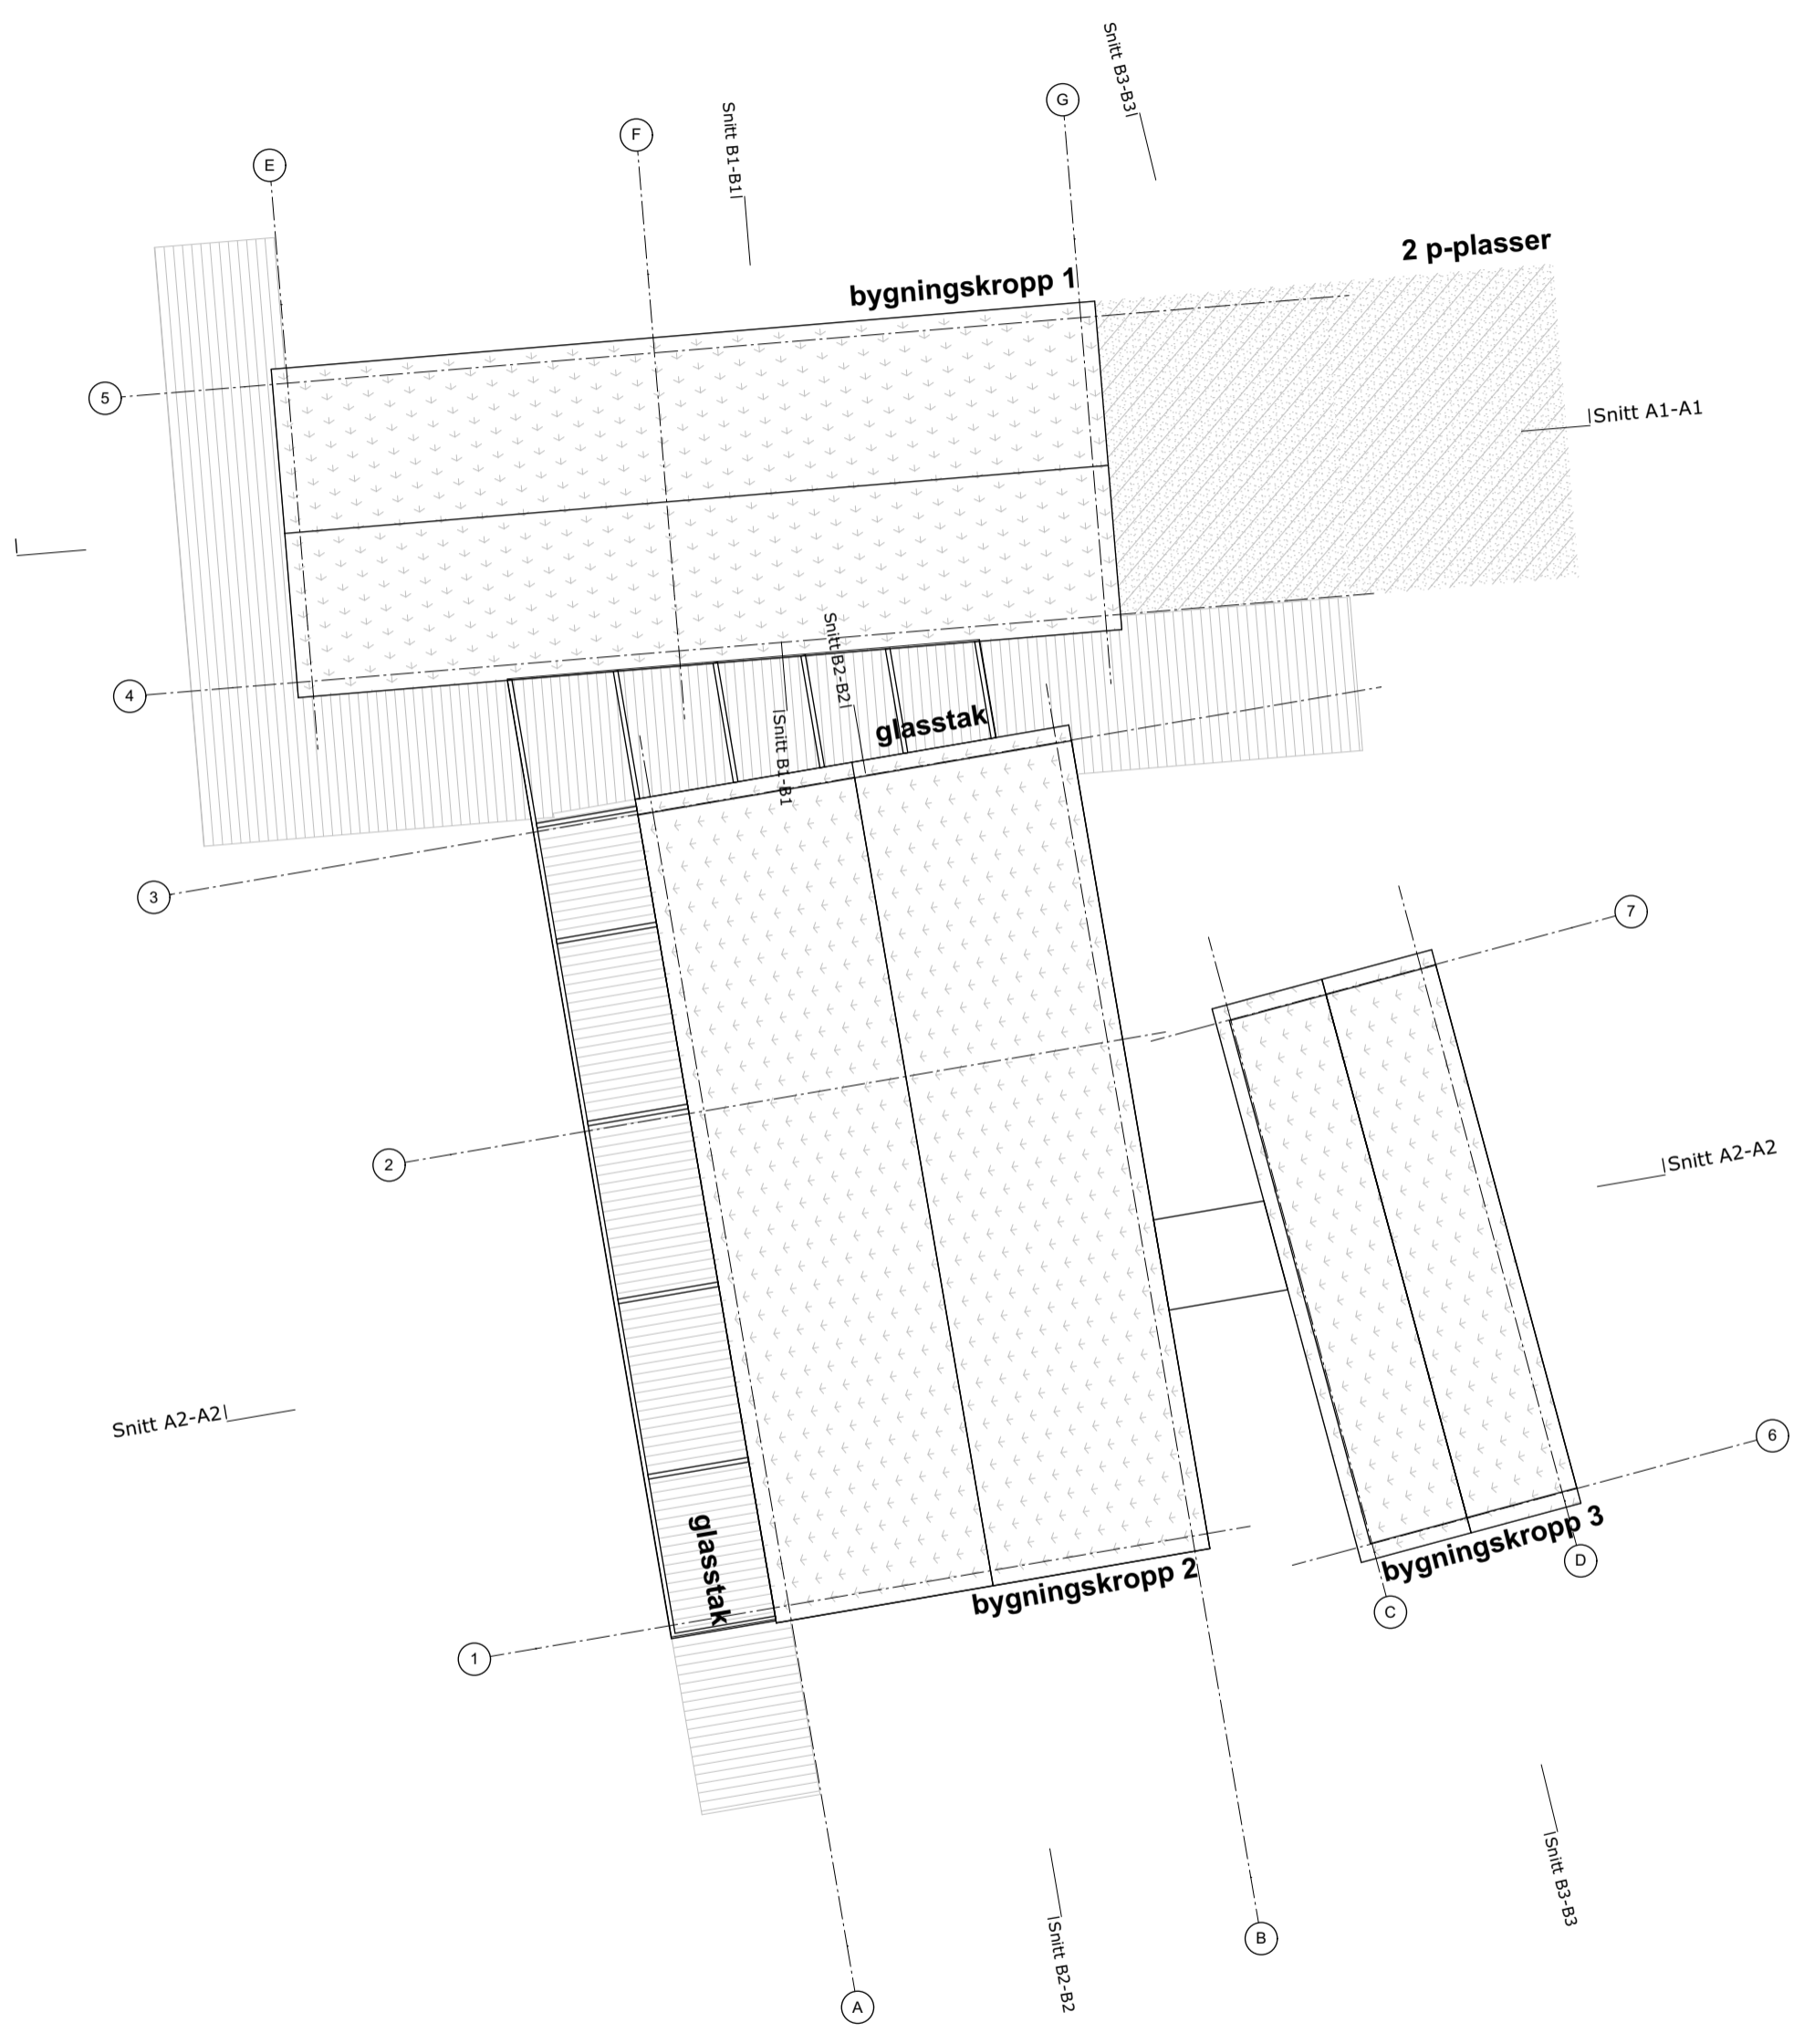 Snitt B3-B3
G
Snitt B1-B1
F
E
2 p-plasser
bygningskropp 1
5
Snitt A1-A1
Snitt B2-B2
4
glasstak
Snitt B1-B1
3
7
2
Snitt A2-A2
Snitt A2-A2
6
glasstak
bygningskropp 3
D
bygningskropp 2
C
1
Snitt B3-B3
B
Snitt B2-B2
A